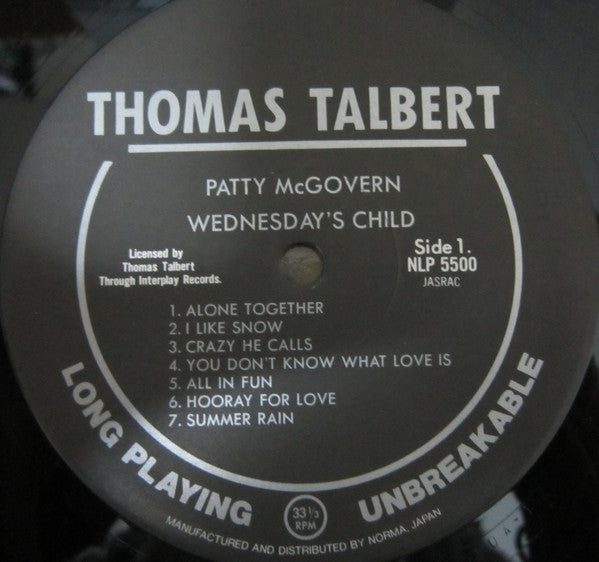 THOMAS TALBERT
PATTY McGOVERN
WEDNESDAY'S CHILD
Licensed by
Thomas Talbert
Through Interplay Records.
Side 1.
NLP 5500
JASRAC
1. ALONE TOGETHER
2. I LIKE SNOW
3. CRAZY HE CALLS
4. YOU DON'T KNOW WHAT LOVE IS
5. ALL IN FUN
6. HOORAY FOR LOVE
7. SUMMER RAIN
LONG PLAYING
33 1/3
RPM
UNBREAKABLE
MANUFACTURED AND DISTRIBUTED BY NORMA, JAPAN